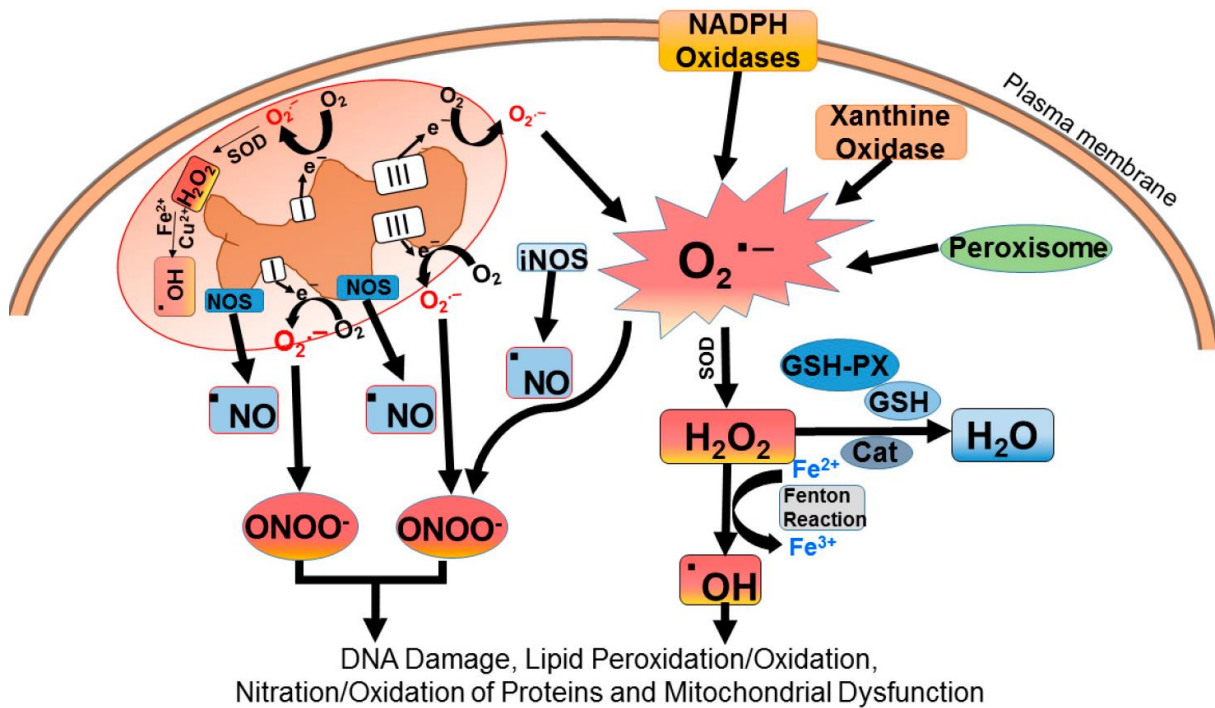 NADPH
Oxidases
Plasma membrane
Xanthine
Oxidase
O₂
O₂·−
O₂
O₂·−
SOD
e−
e−
H₂O₂
III
I
Fe²⁺
Cu²⁺
III
e−
O₂
iNOS
O₂·−
Peroxisome
·OH
I
NOS
e−
NOS
O₂·−
O₂·−
O₂
·NO
·NO
·NO
SOD
GSH-PX
GSH
H₂O₂
Cat
H₂O
Fe²⁺
Fenton
Reaction
Fe³⁺
ONOO⁻
ONOO⁻
·OH
DNA Damage, Lipid Peroxidation/Oxidation,
Nitration/Oxidation of Proteins and Mitochondrial Dysfunction